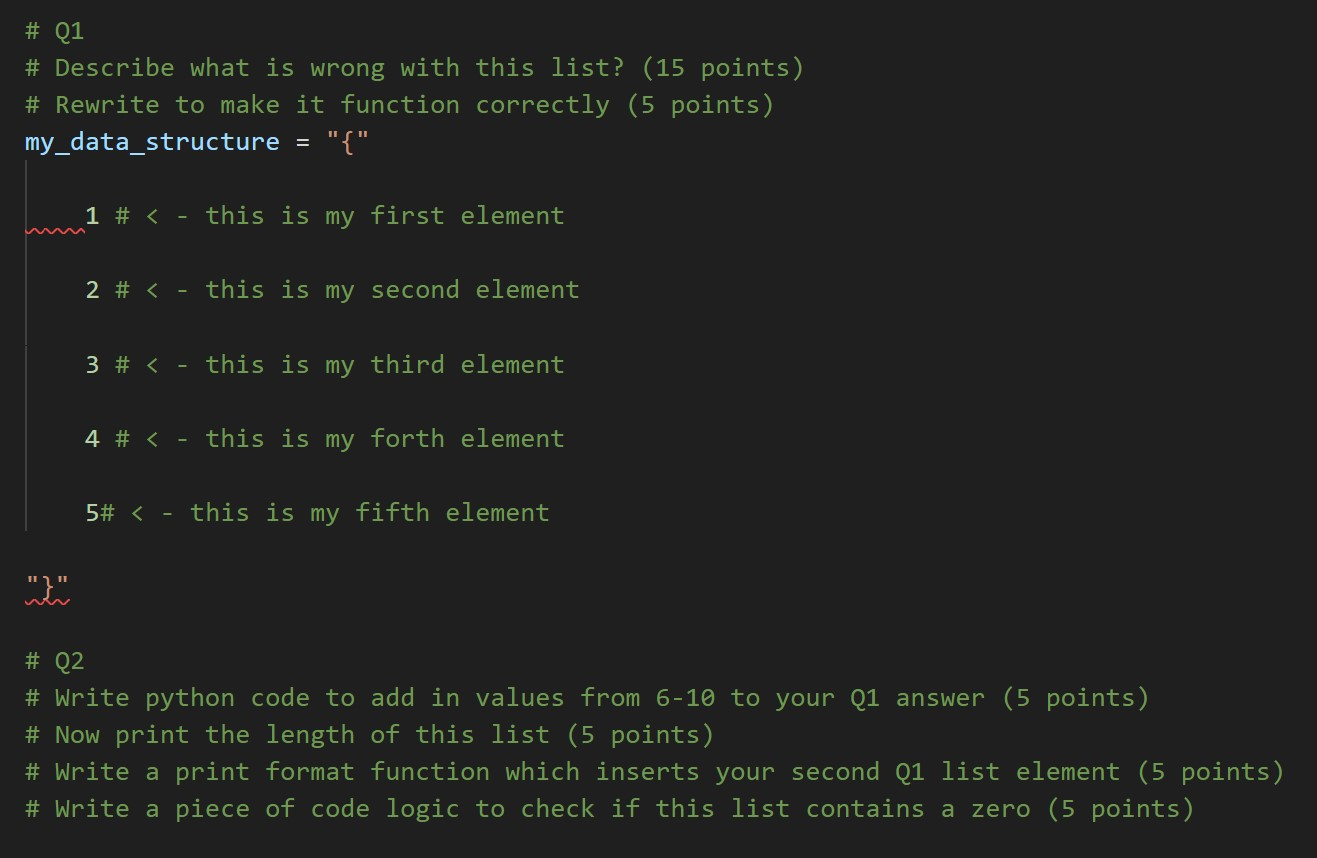 # Q1
# Describe what is wrong with this list? (15 points)
# Rewrite to make it function correctly (5 points)
my_data_structure = "{"
1 # < - this is my first element
2 # < - this is my second element
3 # < - this is my third element
4 # < - this is my forth element
5# < - this is my fifth element
"}"
# Q2
# Write python code to add in values from 6-10 to your Q1 answer (5 points)
# Now print the length of this list (5 points)
# Write a print format function which inserts your second Q1 list element (5 points)
# Write a piece of code logic to check if this list contains a zero (5 points)